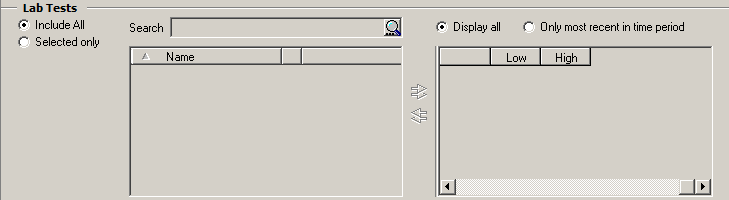 Lab Tests
Include All
Selected only
Search
Display all
Only most recent in time period
Name
Low High